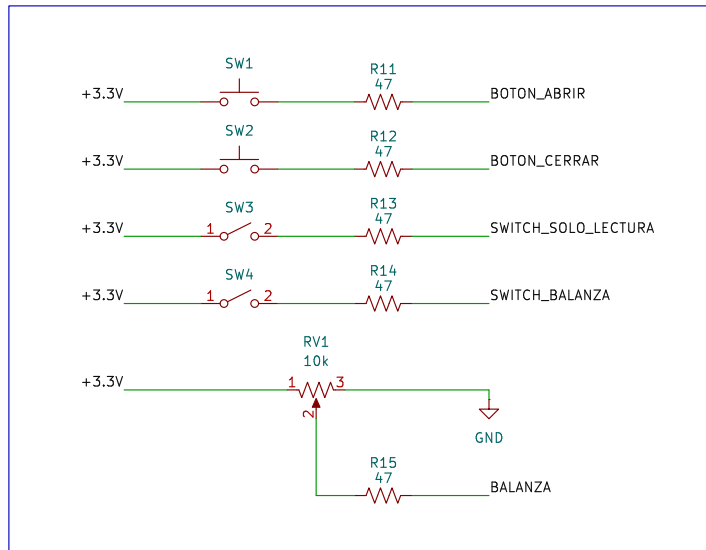 SW1
R11
47
+3.3V
BOTON_ABRIR
SW2
R12
47
+3.3V
BOTON_CERRAR
SW3
R13
47
+3.3V
1 2
SWITCH_SOLO_LECTURA
SW4
R14
47
+3.3V
1 2
SWITCH_BALANZA
RV1
10k
+3.3V
1 3
2
GND
R15
47
BALANZA